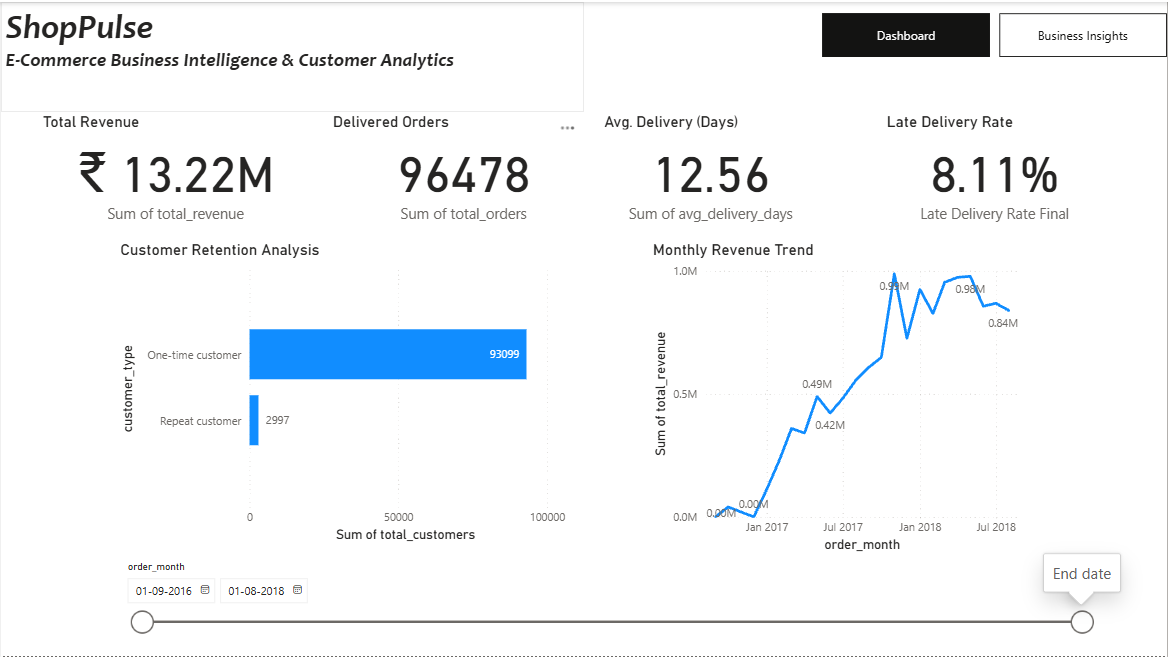 ShopPulse
E-Commerce Business Intelligence & Customer Analytics
Dashboard
Business Insights
Total Revenue
₹ 13.22M
Sum of total_revenue
Delivered Orders
96478
Sum of total_orders
Avg. Delivery (Days)
12.56
Sum of avg_delivery_days
Late Delivery Rate
8.11%
Late Delivery Rate Final
Customer Retention Analysis
customer_type
One-time customer
93099
Repeat customer
2997
0
50000
100000
Sum of total_customers
Monthly Revenue Trend
Sum of total_revenue
1.0M
0.5M
0.0M
0.00M
0.00M
0.49M
0.42M
0.99M
0.98M
0.84M
Jan 2017
Jul 2017
Jan 2018
Jul 2018
order_month
order_month
01-09-2016
01-08-2018
End date